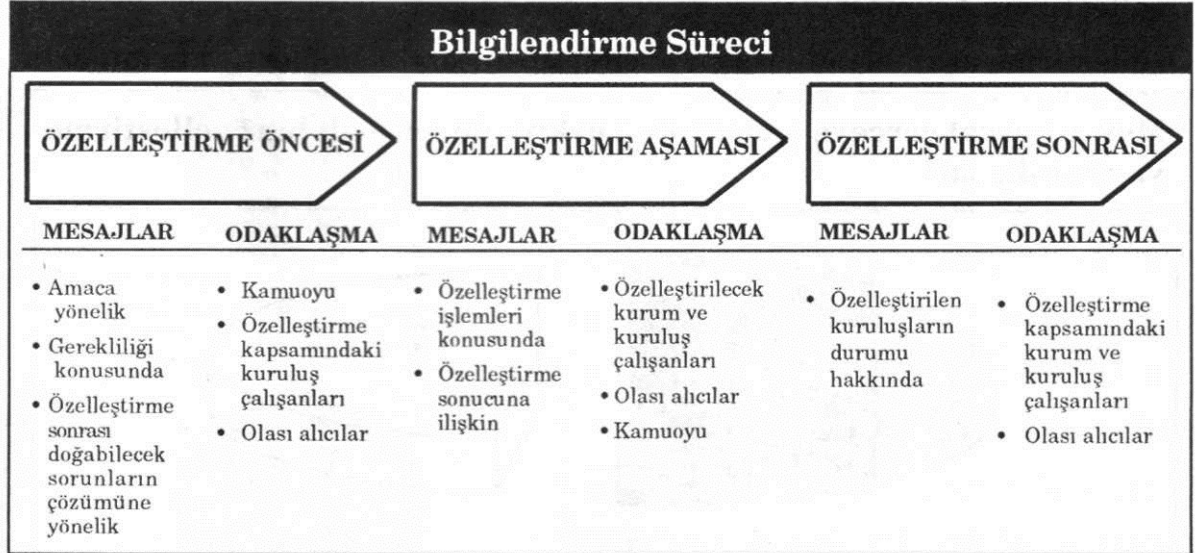 Bilgilendirme Süreci
ÖZELLEŞTİRME ÖNCESİ
ÖZELLEŞTİRME AŞAMASI
ÖZELLEŞTİRME SONRASI
MESAJLAR
ODAKLAŞMA
MESAJLAR
ODAKLAŞMA
MESAJLAR
ODAKLAŞMA
• Amaca
yönelik
• Gerekliliği
konusunda
• Özelleştirme
sonrası
doğabilecek
sorunların
çözümüne
yönelik
• Kamuoyu
• Özelleştirme
kapsamındaki
kuruluş
çalışanları
• Olası alıcılar
• Özelleştirme
işlemleri
konusunda
• Özelleştirme
sonucuna
ilişkin
• Özelleştirilecek
kurum ve
kuruluş
çalışanları
• Olası alıcılar
• Kamuoyu
• Özelleştirilen
kuruluşların
durumu
hakkında
• Özelleştirme
kapsamındaki
kurum ve
kuruluş
çalışanları
• Olası alıcılar